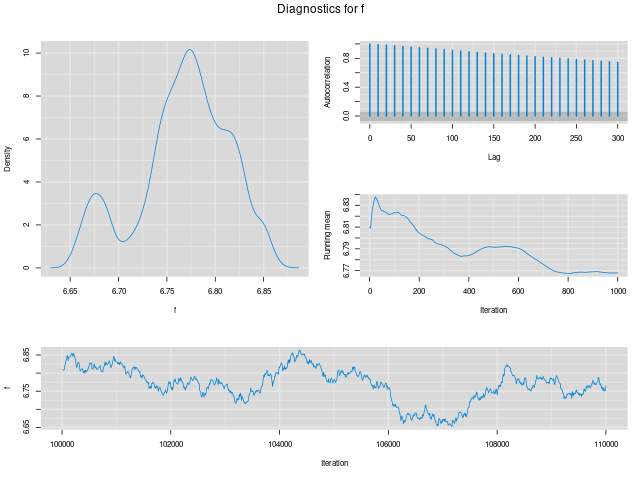 Diagnostics for f
Density
0 2 4 6 8 10
6.65 6.70 6.75 6.80 6.85
f
Autocorrelation
0.0 0.4 0.8
0 50 100 150 200 250 300
Lag
Running mean
6.77 6.79 6.81 6.83
0 200 400 600 800 1000
Iteration
f
6.65 6.75 6.85
100000 102000 104000 106000 108000 110000
Iteration